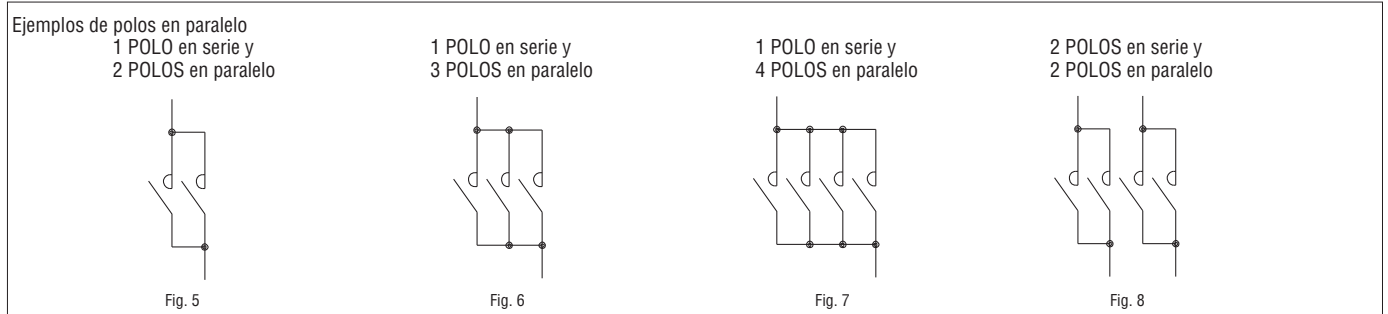 Ejemplos de polos en paralelo
1 POLO en serie y
2 POLOS en paralelo
1 POLO en serie y
3 POLOS en paralelo
1 POLO en serie y
4 POLOS en paralelo
2 POLOS en serie y
2 POLOS en paralelo
Fig. 5
Fig. 6
Fig. 7
Fig. 8